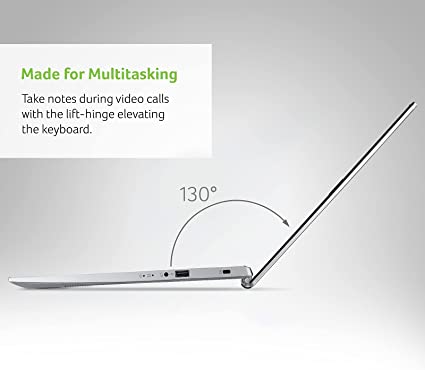 Made for Multitasking
Take notes during video calls
with the lift-hinge elevating
the keyboard.
130°